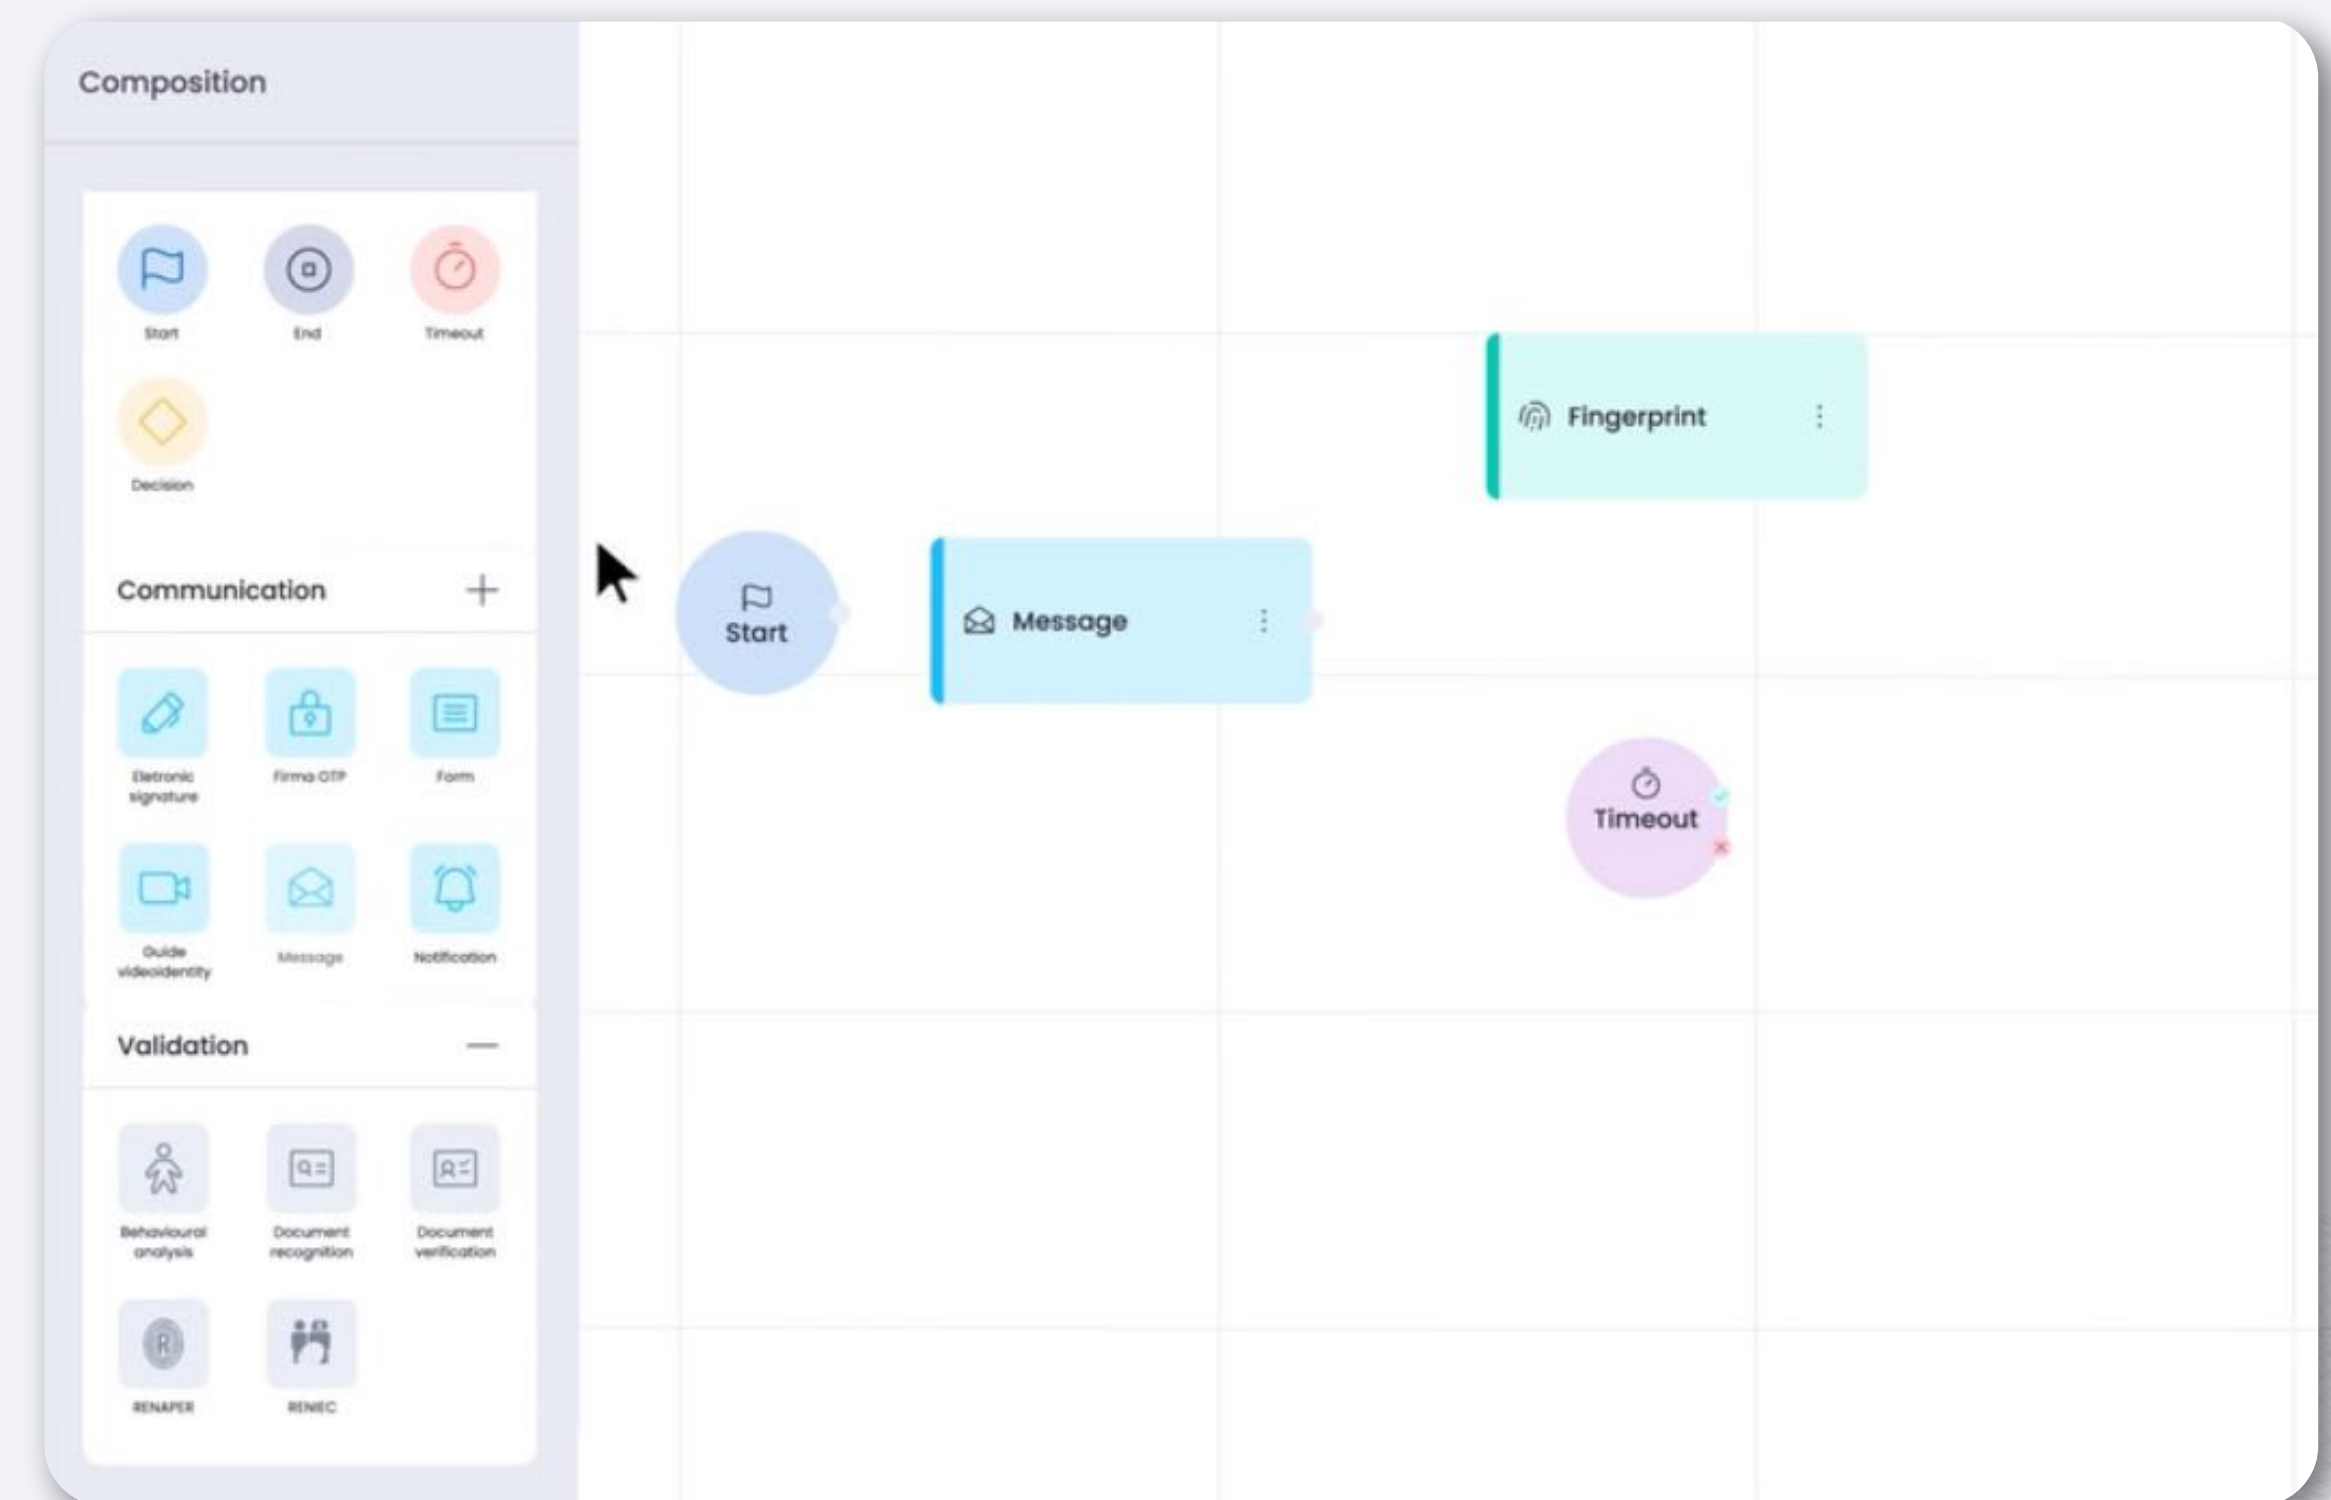 Composition
Start
End
Timeout
Decision
Communication
Eletronic
signature
Firma OTP
Form
Guide
videoidentity
Message
Notification
Validation
Behavioural
analysis
Document
recognition
Document
verification
RENAPER
RENIEC
Fingerprint
Start
Message
Timeout